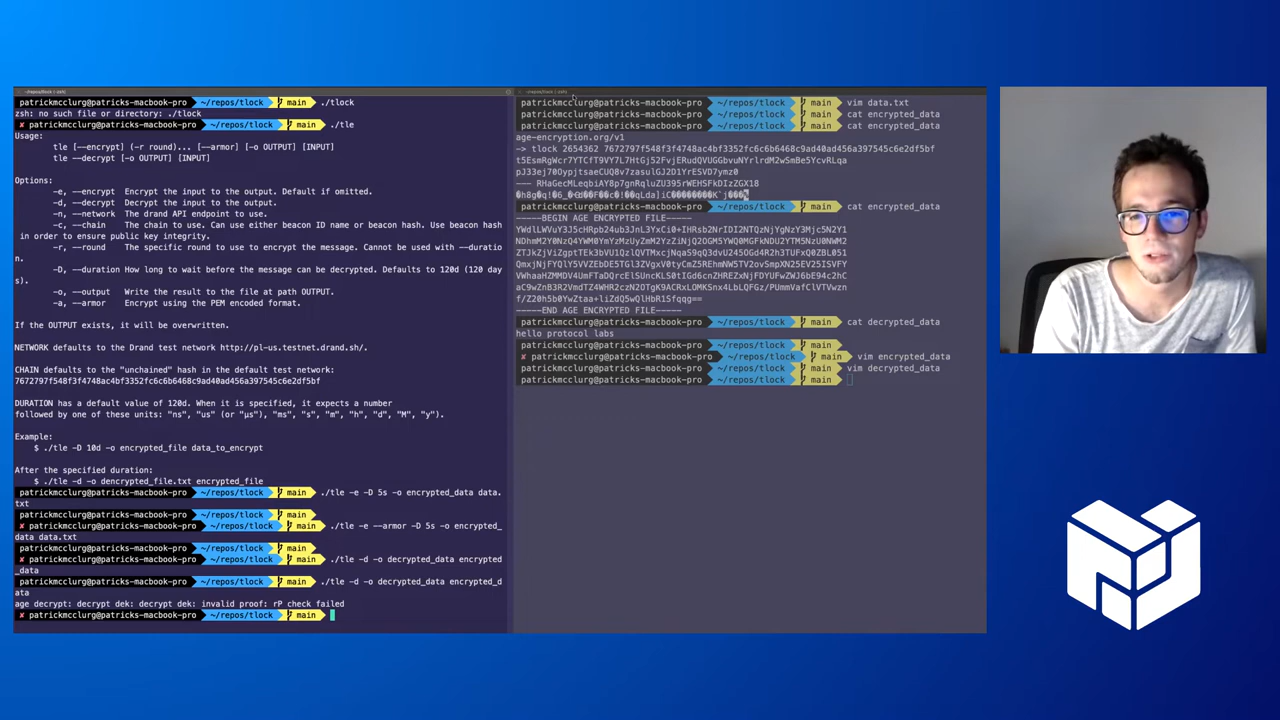 ~/repos/tlock (-zsh)
patrickmcclurg@patricks-macbook-pro ~/repos/tlock main ./tlock
zsh: no such file or directory: ./tlock
✘ patrickmcclurg@patricks-macbook-pro ~/repos/tlock main ./tle
Usage:
tle [--encrypt] (-r round)... [--armor] [-o OUTPUT] [INPUT]
tle --decrypt [-o OUTPUT] [INPUT]
Options:
-e, --encrypt Encrypt the input to the output. Default if omitted.
-d, --decrypt Decrypt the input to the output.
-n, --network The drand API endpoint to use.
-c, --chain The chain to use. Can use either beacon ID name or beacon hash. Use beacon hash
in order to ensure public key integrity.
-r, --round The specific round to use to encrypt the message. Cannot be used with --duratio
n.
-D, --duration How long to wait before the message can be decrypted. Defaults to 120d (120 day
s).
-o, --output Write the result to the file at path OUTPUT.
-a, --armor Encrypt using the PEM encoded format.
If the OUTPUT exists, it will be overwritten.
NETWORK defaults to the Drand test network http://pl-us.testnet.drand.sh/.
CHAIN defaults to the "unchained" hash in the default test network:
7672797f548f3f4748ac4bf3352fc6c6b6468c9ad40ad456a397545c6e2df5bf
DURATION has a default value of 120d. When it is specified, it expects a number
followed by one of these units: "ns", "us" (or "µs"), "ms", "s", "m", "h", "d", "M", "y").
Example:
$ ./tle -D 10d -o encrypted_file data_to_encrypt
After the specified duration:
$ ./tle -d -o dencrypted_file.txt encrypted_file
patrickmcclurg@patricks-macbook-pro ~/repos/tlock main ./tle -e -D 5s -o encrypted_data data.
txt
✘ patrickmcclurg@patricks-macbook-pro ~/repos/tlock main ./tle -e --armor -D 5s -o encrypted_
data data.txt
patrickmcclurg@patricks-macbook-pro ~/repos/tlock main
✘ patrickmcclurg@patricks-macbook-pro ~/repos/tlock main ./tle -d -o decrypted_data encrypted
_data
patrickmcclurg@patricks-macbook-pro ~/repos/tlock main ./tle -d -o decrypted_data encrypted_d
ata
age decrypt: decrypt dek: decrypt dek: invalid proof: rP check failed
✘ patrickmcclurg@patricks-macbook-pro ~/repos/tlock main
~/repos/tlock (-zsh)
patrickmcclurg@patricks-macbook-pro ~/repos/tlock main vim data.txt
patrickmcclurg@patricks-macbook-pro ~/repos/tlock main cat encrypted_data
patrickmcclurg@patricks-macbook-pro ~/repos/tlock main cat encrypted_data
age-encryption.org/v1
-> tlock 2654362 7672797f548f3f4748ac4bf3352fc6c6b6468c9ad40ad456a397545c6e2df5bf
--- RHaGecMLeqbiAY8p7gnRqluZU395rWEHSFkDIzZGX18
patrickmcclurg@patricks-macbook-pro ~/repos/tlock main cat encrypted_data
-----BEGIN AGE ENCRYPTED FILE-----
-----END AGE ENCRYPTED FILE-----
patrickmcclurg@patricks-macbook-pro ~/repos/tlock main cat decrypted_data
hello protocol labs
patrickmcclurg@patricks-macbook-pro ~/repos/tlock main
✘ patrickmcclurg@patricks-macbook-pro ~/repos/tlock main vim encrypted_data
patrickmcclurg@patricks-macbook-pro ~/repos/tlock main vim decrypted_data
patrickmcclurg@patricks-macbook-pro ~/repos/tlock main